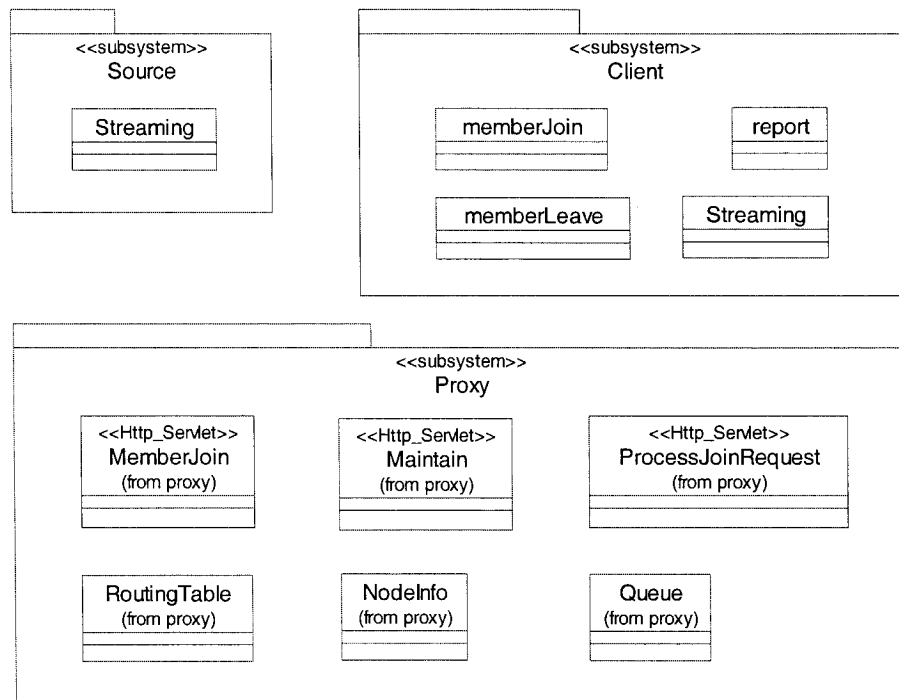 <<subsystem>>
Source
Streaming
<<subsystem>>
Client
memberJoin
report
memberLeave
Streaming
<<subsystem>>
Proxy
<<Http_Servlet>>
MemberJoin
(from proxy)
<<Http_Servlet>>
Maintain
(from proxy)
<<Http_Servlet>>
ProcessJoinRequest
(from proxy)
RoutingTable
(from proxy)
NodeInfo
(from proxy)
Queue
(from proxy)